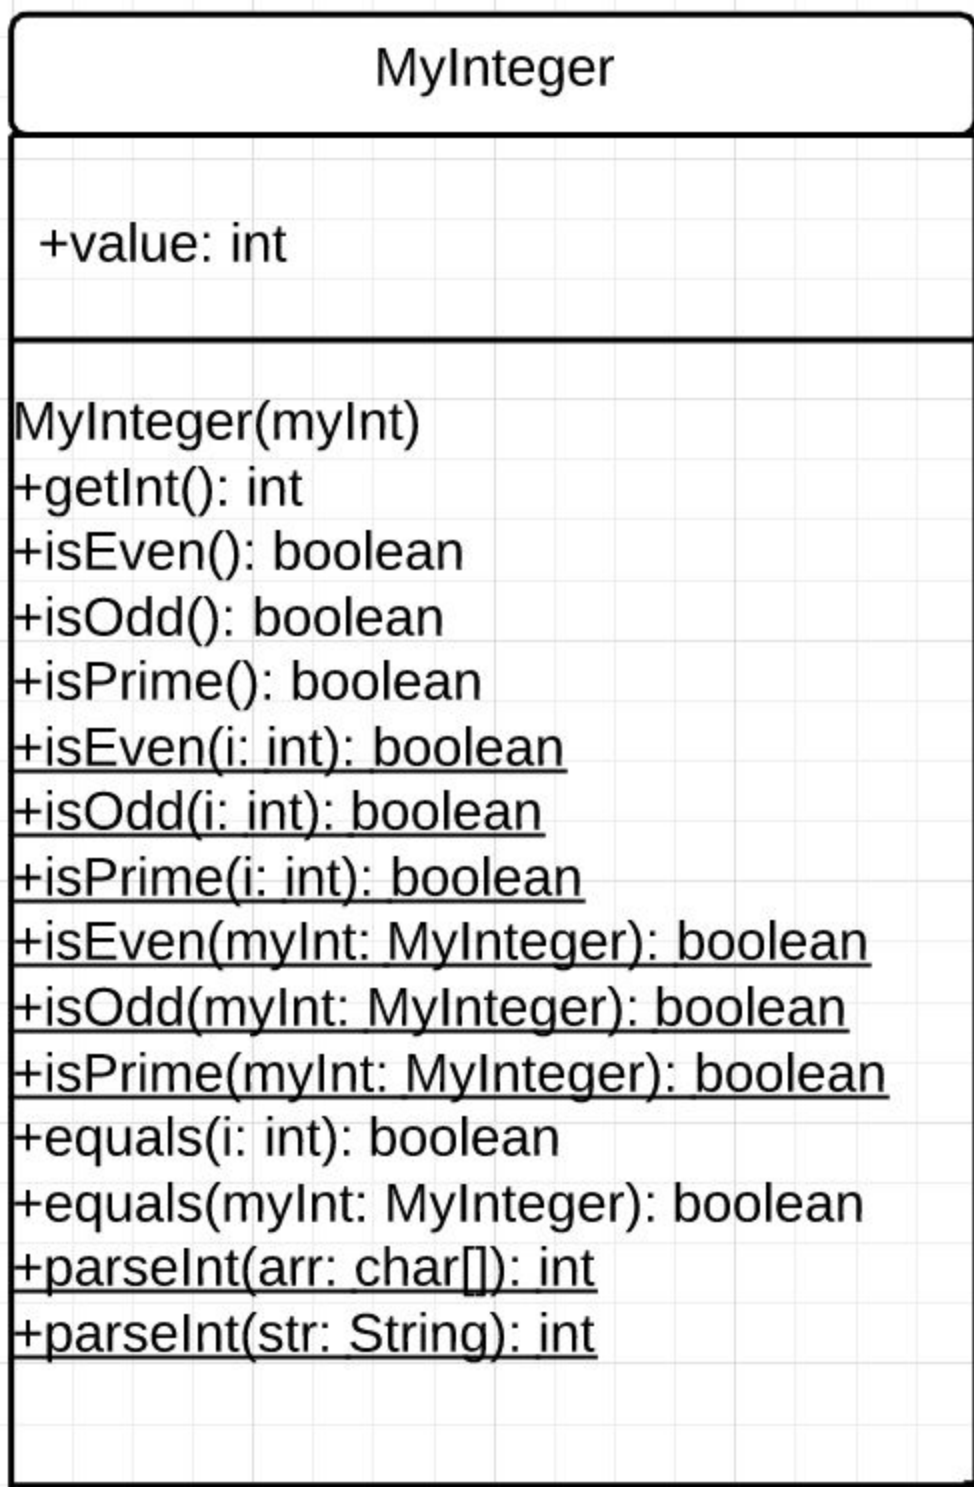 MyInteger
+value: int
MyInteger(myInt)
+getInt(): int
+isEven(): boolean
+isOdd(): boolean
+isPrime(): boolean
+isEven(i: int): boolean
+isOdd(i: int): boolean
+isPrime(i: int): boolean
+isEven(myInt: MyInteger): boolean
+isOdd(myInt: MyInteger): boolean
+isPrime(myInt: MyInteger): boolean
+equals(i: int): boolean
+equals(myInt: MyInteger): boolean
+parseInt(arr: char[]): int
+parseInt(str: String): int